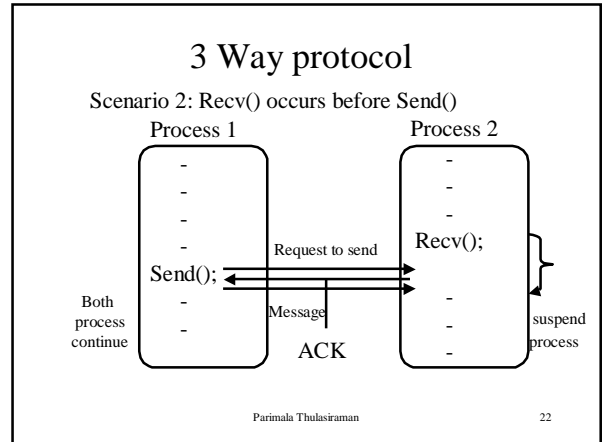 3 Way protocol
Scenario 2: Recv() occurs before Send()
Process 1
Process 2
-
-
-
-
Send();
-
-
Both
process
continue
Request to send
Message
ACK
-
-
-
Recv();
-
-
-
suspend
process
Parimala Thulasiraman
22